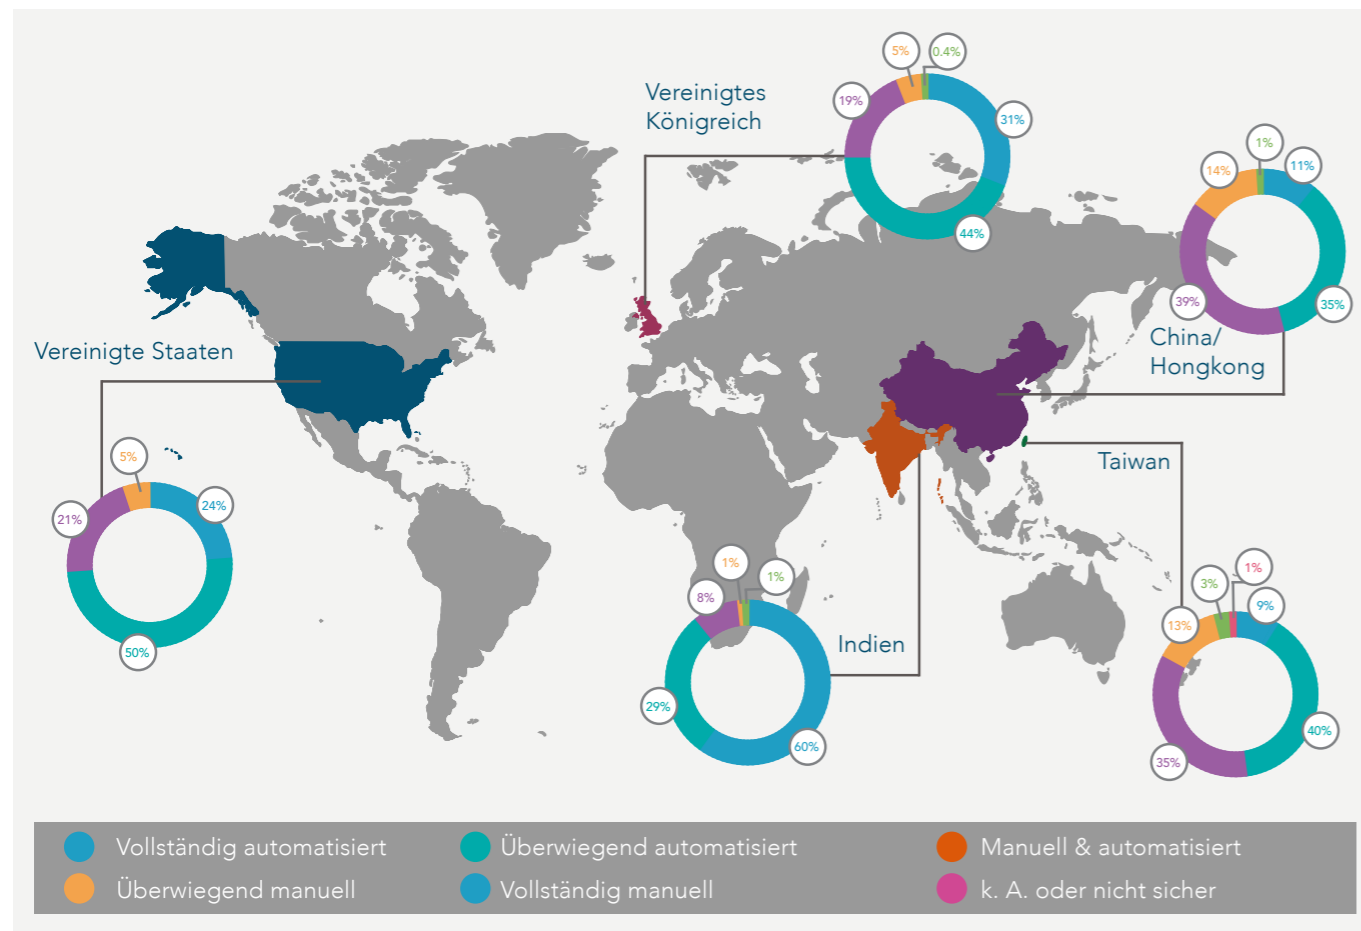 Vereinigtes
Königreich
5%
0.4%
19%
31%
44%
1%
14%
11%
39%
35%
China/
Hongkong
Vereinigte Staaten
5%
21%
24%
50%
Taiwan
1%
1%
8%
29%
60%
Indien
1%
3%
9%
13%
40%
35%
Vollständig automatisiert
Überwiegend automatisiert
Manuell & automatisiert
Überwiegend manuell
Vollständig manuell
k. A. oder nicht sicher